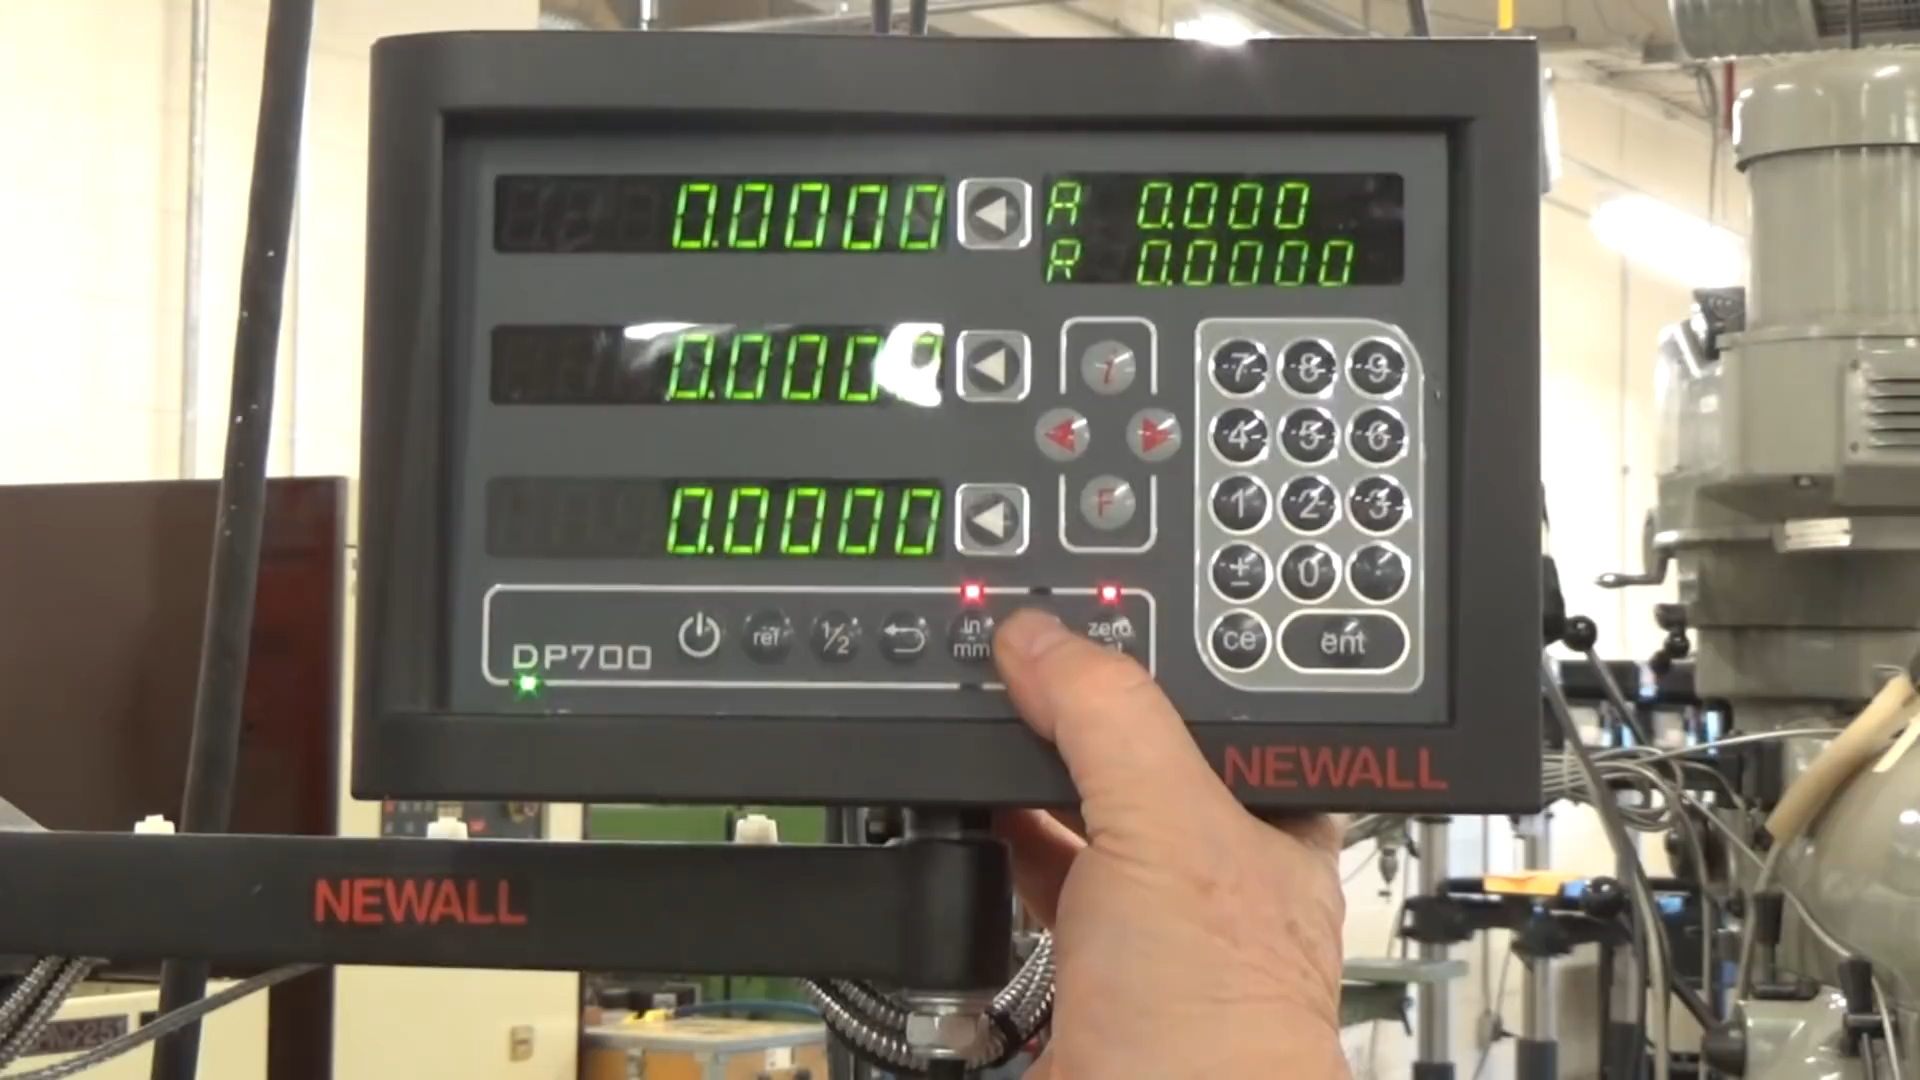 0.0000
A 0.000
R 0.0000
0.000
0.0000
i
F
7 8 9
4 5 6
1 2 3
± 0
ce ent
ref 1/2 in mm zero
DP700
NEWALL
NEWALL